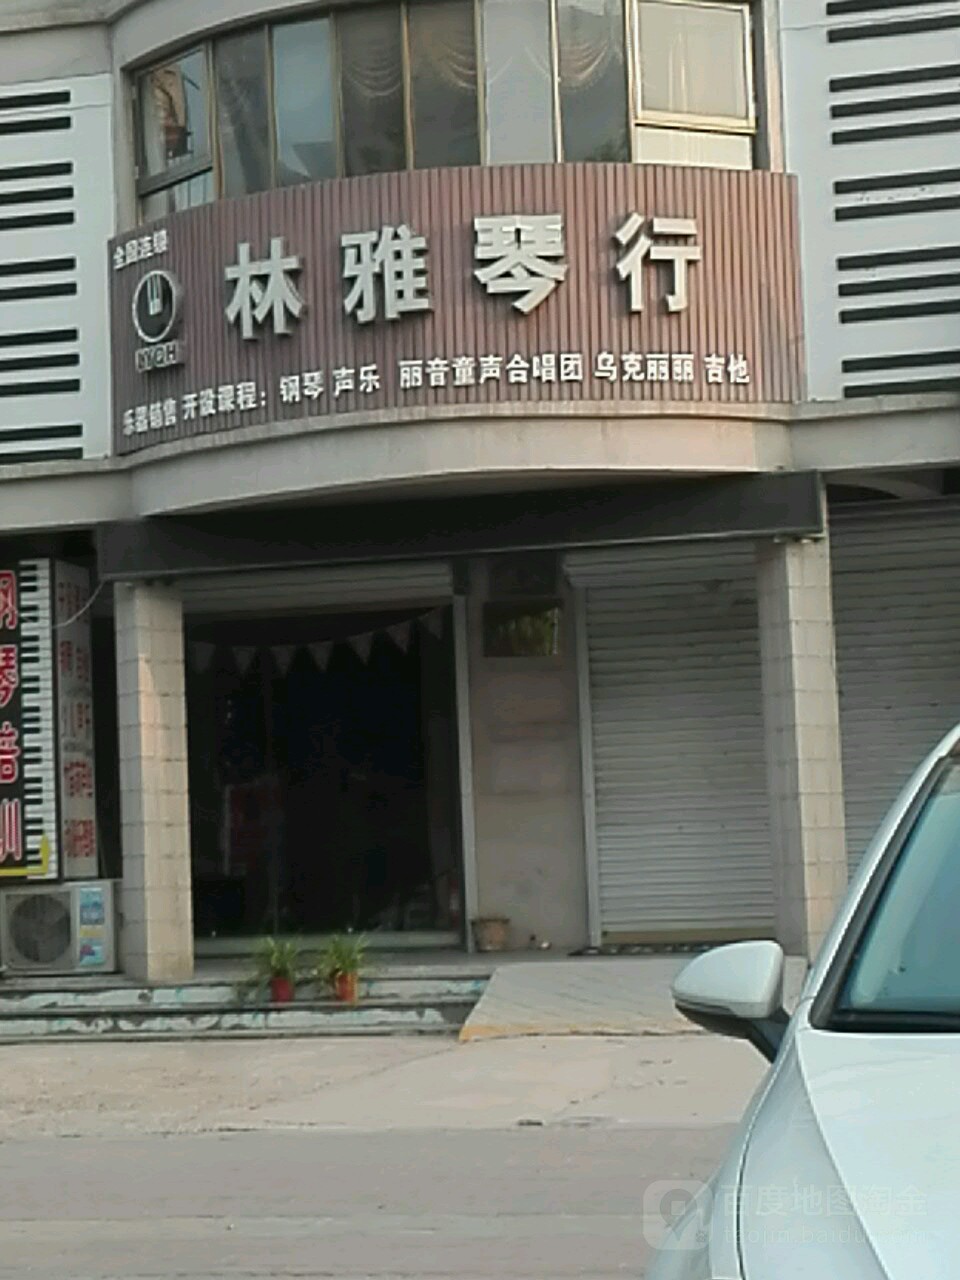 全国连锁
林雅琴行
乐器销售 开设课程：钢琴 声乐 丽音童声合唱团 乌克丽丽 吉他
钢琴培训
百度地图淘金